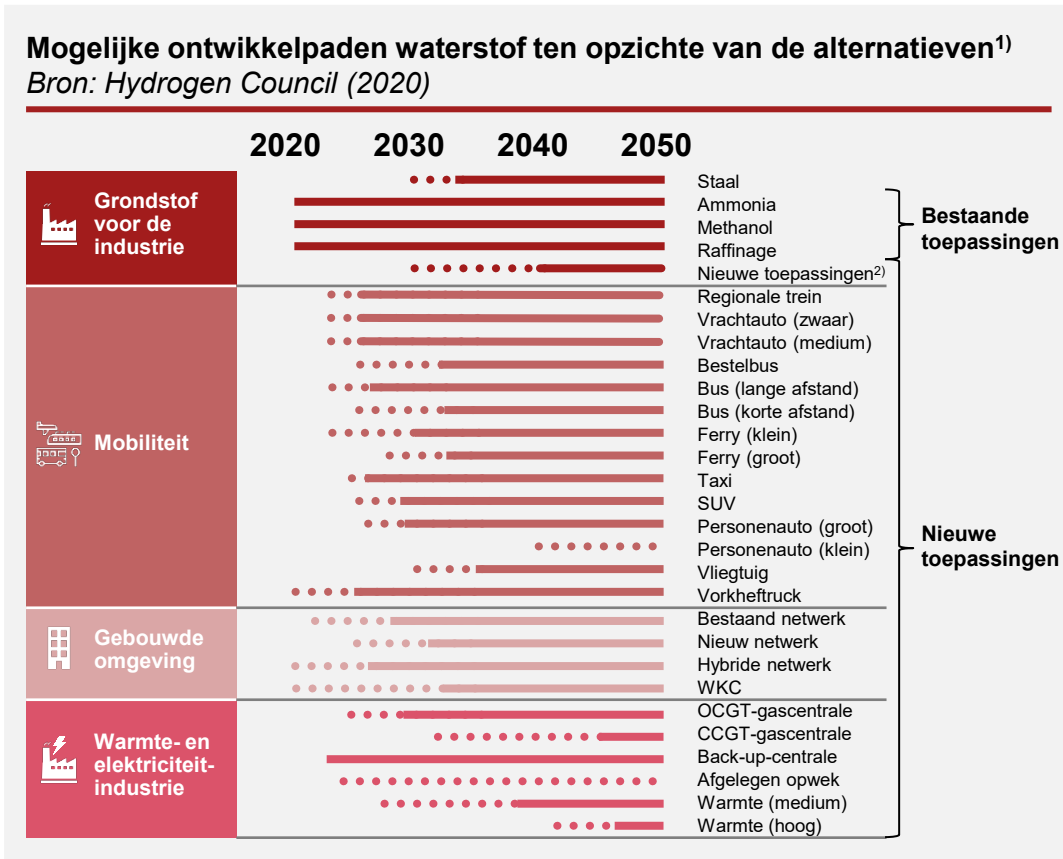 Mogelijke ontwikkelpaden waterstof ten opzichte van de alternatieven1)
Bron: Hydrogen Council (2020)
2020 2030 2040 2050
Grondstof
voor de
industrie
Staal
Ammonia
Methanol
Raffinage
Nieuwe toepassingen2)
Bestaande
toepassingen
Mobiliteit
Regionale trein
Vrachtauto (zwaar)
Vrachtauto (medium)
Bestelbus
Bus (lange afstand)
Bus (korte afstand)
Ferry (klein)
Ferry (groot)
Taxi
SUV
Personenauto (groot)
Personenauto (klein)
Vliegtuig
Vorkheftruck
Nieuwe
toepassingen
Gebouwde
omgeving
Bestaand netwerk
Nieuw netwerk
Hybride netwerk
WKC
Warmte- en
elektriciteit-
industrie
OCGT-gascentrale
CCGT-gascentrale
Back-up-centrale
Afgelegen opwek
Warmte (medium)
Warmte (hoog)